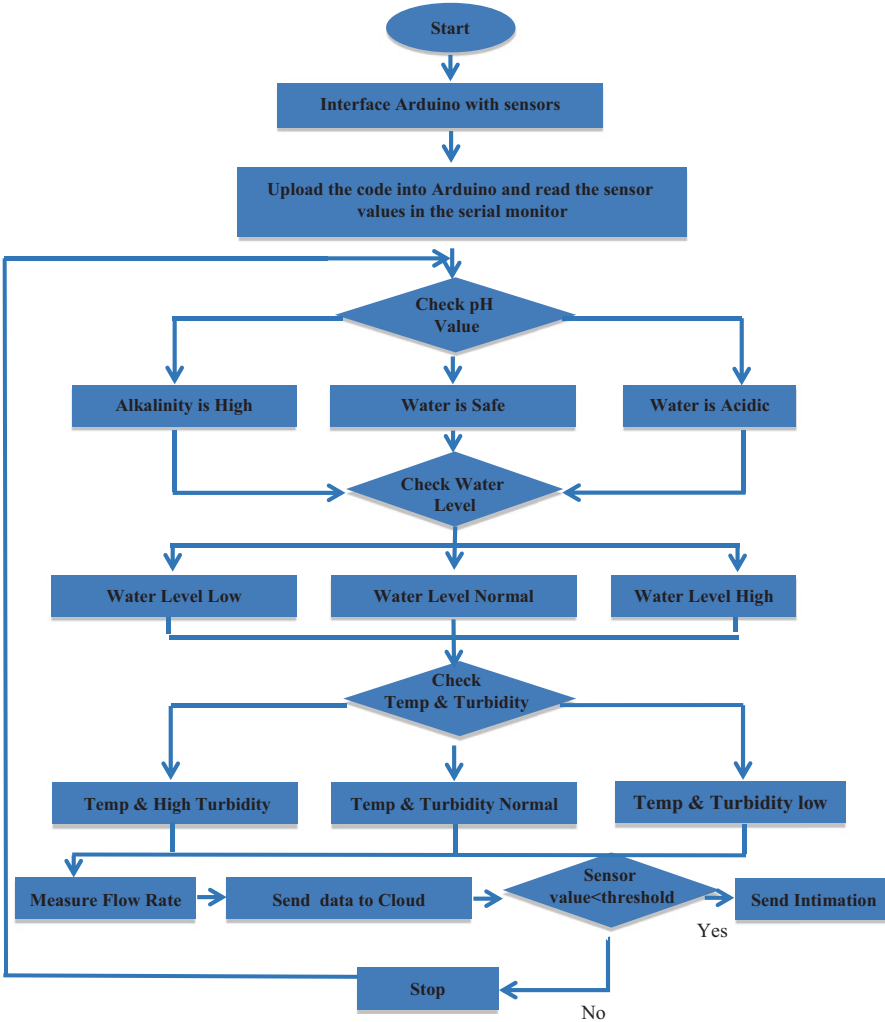 Start
Interface Arduino with sensors
Upload the code into Arduino and read the sensor
values in the serial monitor
Check pH
Value
Alkalinity is High
Water is Safe
Water is Acidic
Check Water
Level
Water Level Low
Water Level Normal
Water Level High
Check
Temp & Turbidity
Temp & High Turbidity
Temp & Turbidity Normal
Temp & Turbidity low
Measure Flow Rate
Send data to Cloud
Sensor
value<threshold
Send Intimation
Yes
Stop
No